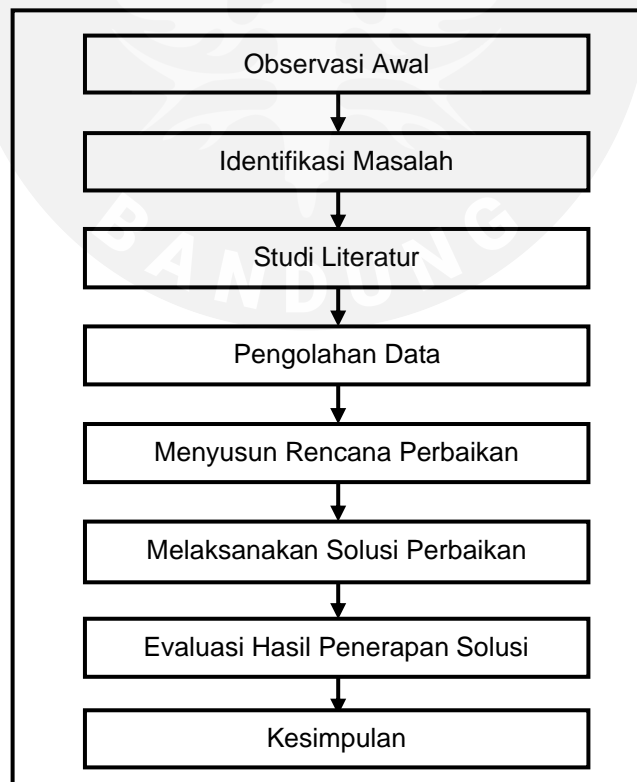 Observasi Awal
Identifikasi Masalah
BANDUNG
Studi Literatur
Pengolahan Data
Menyusun Rencana Perbaikan
Melaksanakan Solusi Perbaikan
Evaluasi Hasil Penerapan Solusi
Kesimpulan